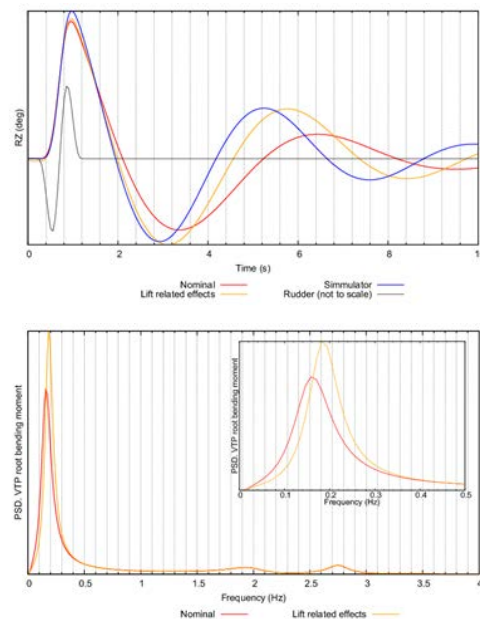 RZ (deg)
0 2 4 6 8 10
Time (s)
Nominal Simmulator
Lift related effects Rudder (not to scale)
PSD. VTP root bending moment
PSD. VTP root bending moment
0 0.1 0.2 0.3 0.4 0.5
Frequency (Hz)
0 0.5 1 1.5 2 2.5 3 3.5 4
Frequency (Hz)
Nominal Lift related effects